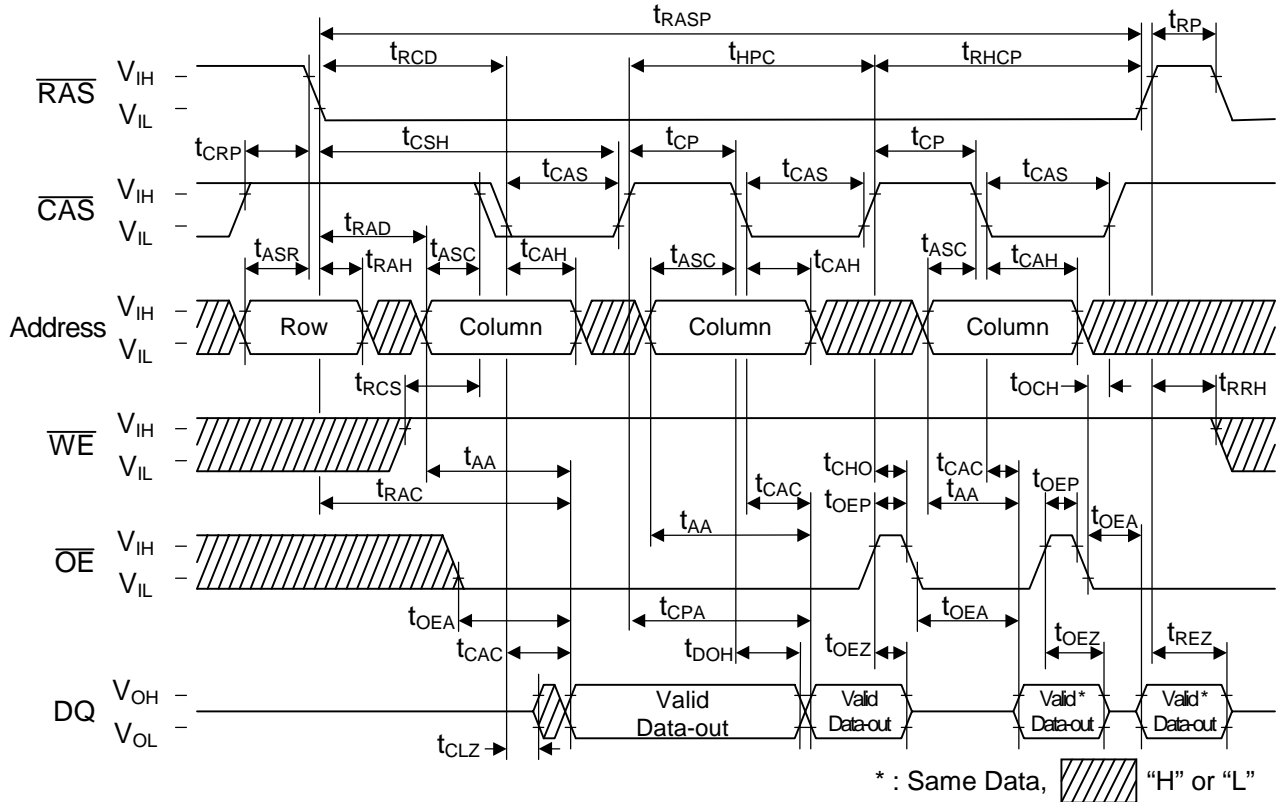 tRASP tRP
tRCD tHPC tRHCP
RAS VIH
VIL
tCRP tCSH tCP tCP
tCAS tCAS tCAS
CAS VIH
VIL
tRAD
tASR tRAH tASC tCAH tASC tCAH tASC tCAH
Address VIH
VIL
Row Column Column Column
tRCS tOCH tRRH
WE VIH
VIL
tAA tCHO tCAC
tRAC tCAC tOEP tAA tOEP
tAA tOEA
OE VIH
VIL
tOEA tCPA tOEA
tCAC tDOH tOEZ tOEZ tREZ
DQ VOH
VOL
Valid Data-out
Valid Data-out
Valid* Data-out
Valid* Data-out
tCLZ
* : Same Data, “H” or “L”